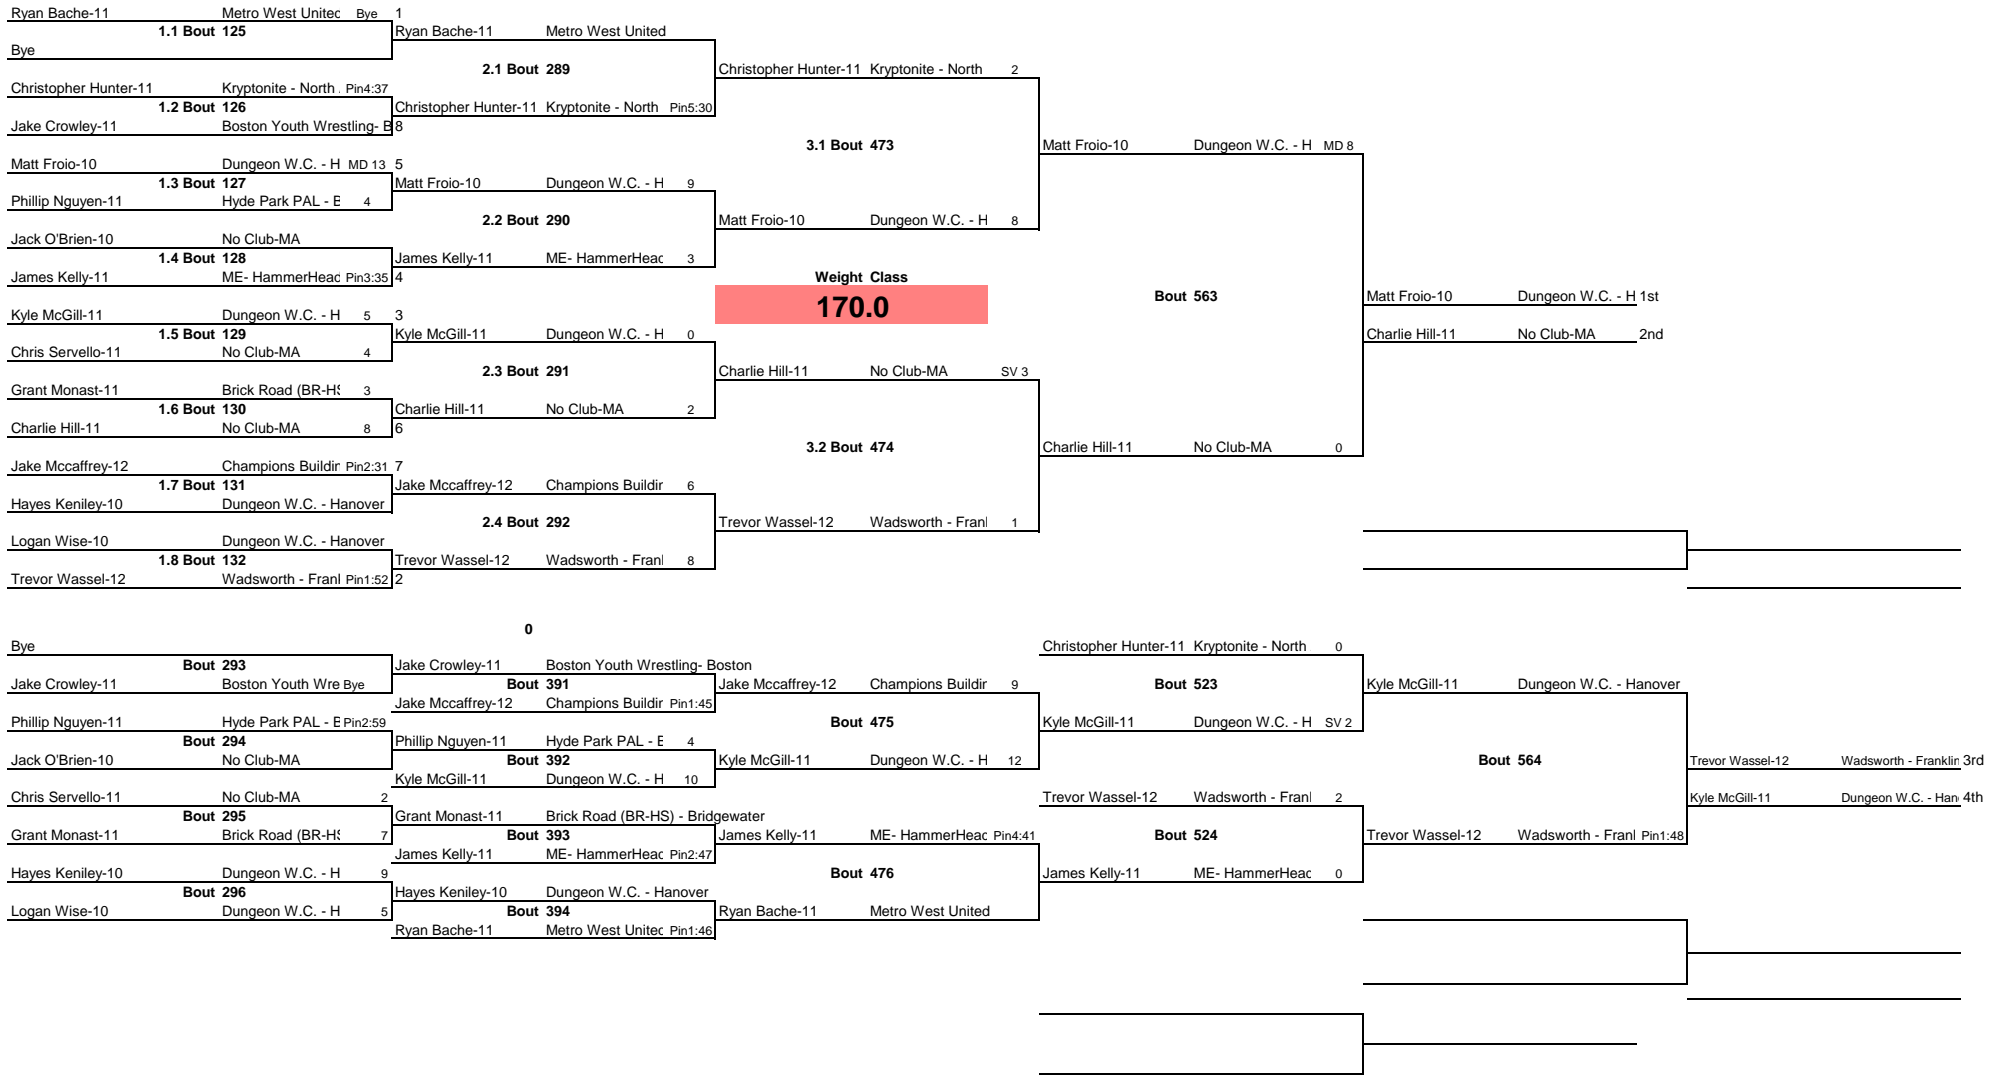 Ryan Bache-11 Metro West Unitec Bye 1
1.1 Bout 125
Bye
Christopher Hunter-11 Kryptonite - North . Pin4:37
1.2 Bout 126
Jake Crowley-11 Boston Youth Wrestling- B 8
Matt Froio-10 Dungeon W.C. - H MD 13 5
1.3 Bout 127
Phillip Nguyen-11 Hyde Park PAL - E 4
Jack O'Brien-10 No Club-MA
1.4 Bout 128
James Kelly-11 ME- HammerHeac Pin3:35 4
Kyle McGill-11 Dungeon W.C. - H 5 3
1.5 Bout 129
Chris Servello-11 No Club-MA 4
Grant Monast-11 Brick Road (BR-HS 3
1.6 Bout 130
Charlie Hill-11 No Club-MA 8 6
Jake Mccaffrey-12 Champions Buildir Pin2:31 7
1.7 Bout 131
Hayes Keniley-10 Dungeon W.C. - Hanover
Logan Wise-10 Dungeon W.C. - Hanover
1.8 Bout 132
Trevor Wassel-12 Wadsworth - Franl Pin1:52 2
Ryan Bache-11 Metro West United
2.1 Bout 289
Christopher Hunter-11 Kryptonite - North Pin5:30
Matt Froio-10 Dungeon W.C. - H 9
2.2 Bout 290
James Kelly-11 ME- HammerHeac 3
Kyle McGill-11 Dungeon W.C. - H 0
2.3 Bout 291
Charlie Hill-11 No Club-MA 2
Jake Mccaffrey-12 Champions Buildir 6
2.4 Bout 292
Trevor Wassel-12 Wadsworth - Franl 8
Christopher Hunter-11 Kryptonite - North 2
3.1 Bout 473
Matt Froio-10 Dungeon W.C. - H 8
Weight Class
170.0
Charlie Hill-11 No Club-MA SV 3
3.2 Bout 474
Trevor Wassel-12 Wadsworth - Franl 1
Matt Froio-10 Dungeon W.C. - H MD 8
Bout 563
Charlie Hill-11 No Club-MA 0
Matt Froio-10 Dungeon W.C. - H 1st
Charlie Hill-11 No Club-MA 2nd
0
Bye
Bout 293
Jake Crowley-11 Boston Youth Wre Bye
Phillip Nguyen-11 Hyde Park PAL - E Pin2:59
Bout 294
Jack O'Brien-10 No Club-MA
Chris Servello-11 No Club-MA 2
Bout 295
Grant Monast-11 Brick Road (BR-HS 7
Hayes Keniley-10 Dungeon W.C. - H 9
Bout 296
Logan Wise-10 Dungeon W.C. - H 5
Jake Crowley-11 Boston Youth Wrestling- Boston
Bout 391
Jake Mccaffrey-12 Champions Buildir Pin1:45
Phillip Nguyen-11 Hyde Park PAL - E 4
Bout 392
Kyle McGill-11 Dungeon W.C. - H 10
Grant Monast-11 Brick Road (BR-HS) - Bridgewater
Bout 393
James Kelly-11 ME- HammerHeac Pin2:47
Hayes Keniley-10 Dungeon W.C. - Hanover
Bout 394
Ryan Bache-11 Metro West Unitec Pin1:46
Jake Mccaffrey-12 Champions Buildir 9
Bout 475
Kyle McGill-11 Dungeon W.C. - H 12
James Kelly-11 ME- HammerHeac Pin4:41
Bout 476
Ryan Bache-11 Metro West United
Christopher Hunter-11 Kryptonite - North 0
Bout 523
Kyle McGill-11 Dungeon W.C. - H SV 2
Trevor Wassel-12 Wadsworth - Franl 2
Bout 524
James Kelly-11 ME- HammerHeac 0
Kyle McGill-11 Dungeon W.C. - Hanover
Bout 564
Trevor Wassel-12 Wadsworth - Franl Pin1:48
Trevor Wassel-12 Wadsworth - Franklin 3rd
Kyle McGill-11 Dungeon W.C. - Han 4th